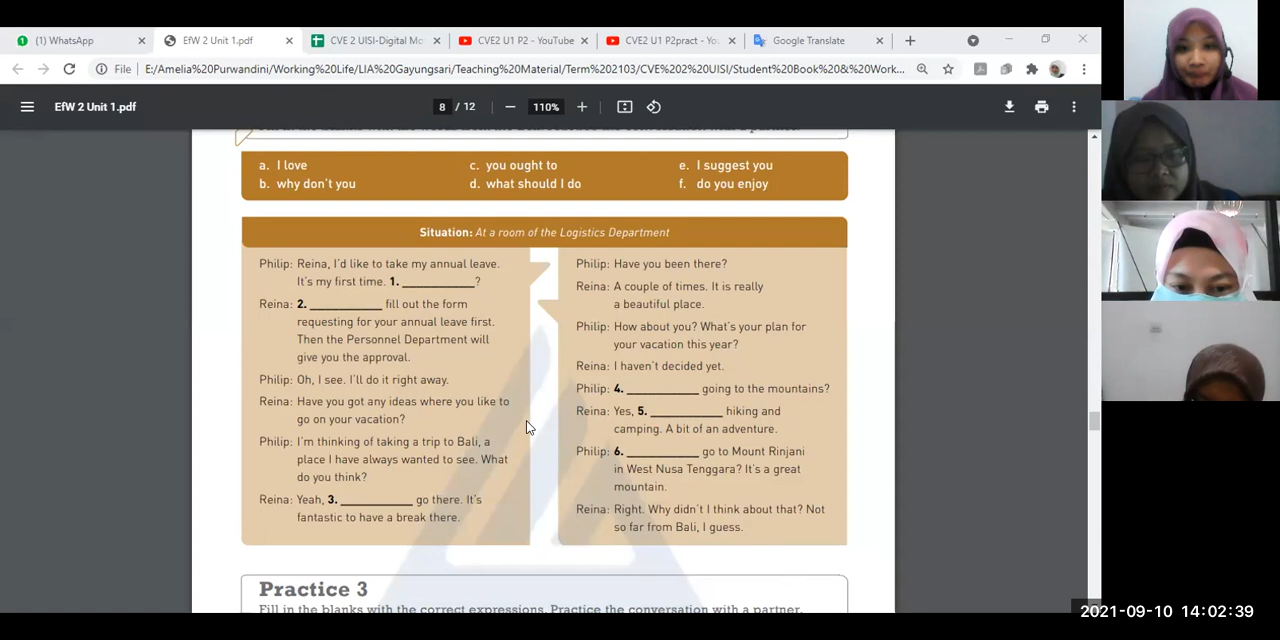 (1) WhatsApp
EfW 2 Unit 1.pdf
CVE 2 UISI-Digital Mo
CVE2 U1 P2 - YouTube
CVE2 U1 P2pract - You
Google Translate
File
E:/Amelia%20Purwandini/Working%20Life/LIA%20Gayungsari/Teaching%20Material/Term%202103/CVE%202%20UISI/Student%20Book%20&%20Work...
EfW 2 Unit 1.pdf
8 / 12
110%
a. I love
b. why don't you
c. you ought to
d. what should I do
e. I suggest you
f. do you enjoy
Situation: At a room of the Logistics Department
Philip: Reina, I'd like to take my annual leave.
It's my first time. 1. ____________?
Reina: 2. ____________ fill out the form
requesting for your annual leave first.
Then the Personnel Department will
give you the approval.
Philip: Oh, I see. I'll do it right away.
Reina: Have you got any ideas where you like to
go on your vacation?
Philip: I'm thinking of taking a trip to Bali, a
place I have always wanted to see. What
do you think?
Reina: Yeah, 3. ____________ go there. It's
fantastic to have a break there.
Philip: Have you been there?
Reina: A couple of times. It is really
a beautiful place.
Philip: How about you? What's your plan for
your vacation this year?
Reina: I haven't decided yet.
Philip: 4. ____________ going to the mountains?
Reina: Yes, 5. ____________ hiking and
camping. A bit of an adventure.
Philip: 6. ____________ go to Mount Rinjani
in West Nusa Tenggara? It's a great
mountain.
Reina: Right. Why didn't I think about that? Not
so far from Bali, I guess.
Practice 3
Fill in the blanks with the correct expressions. Practice the conversation with a partner.
2021-09-10 14:02:39